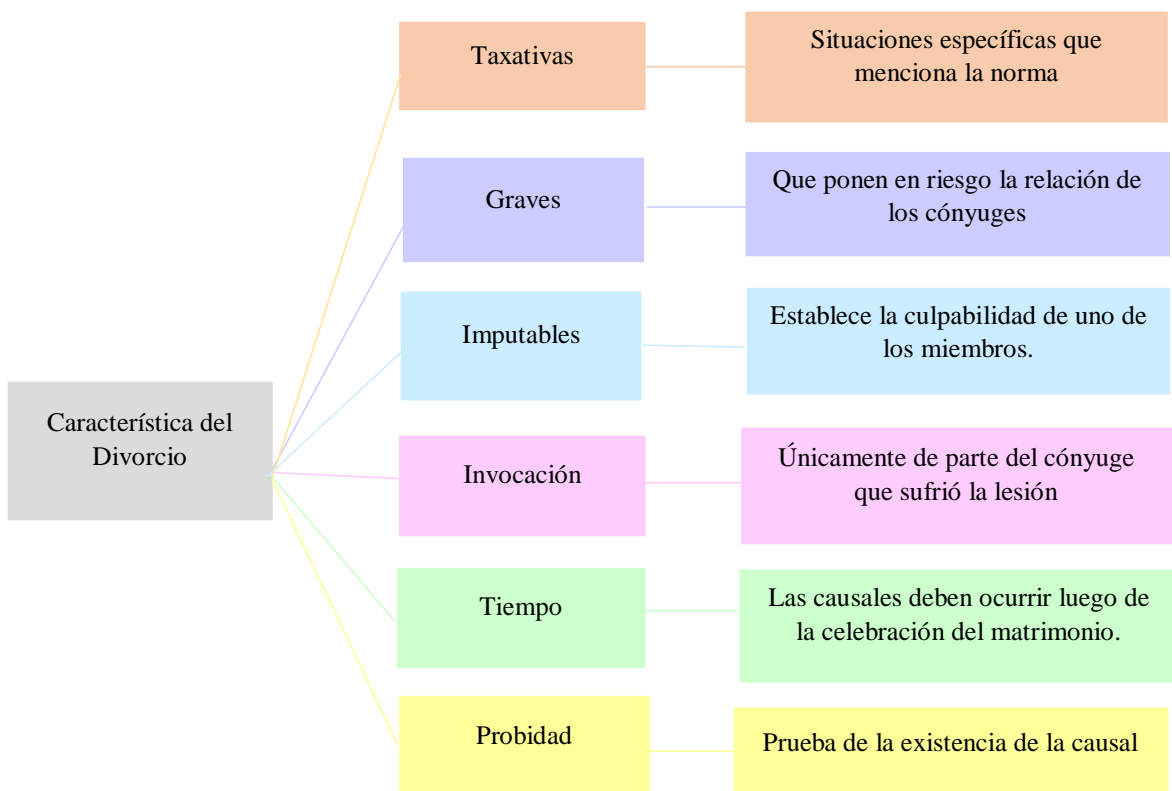 Característica del
Divorcio
Taxativas
Situaciones específicas que
menciona la norma
Graves
Que ponen en riesgo la relación de
los cónyuges
Imputables
Establece la culpabilidad de uno de
los miembros.
Invocación
Únicamente de parte del cónyuge
que sufrió la lesión
Tiempo
Las causales deben ocurrir luego de
la celebración del matrimonio.
Probidad
Prueba de la existencia de la causal